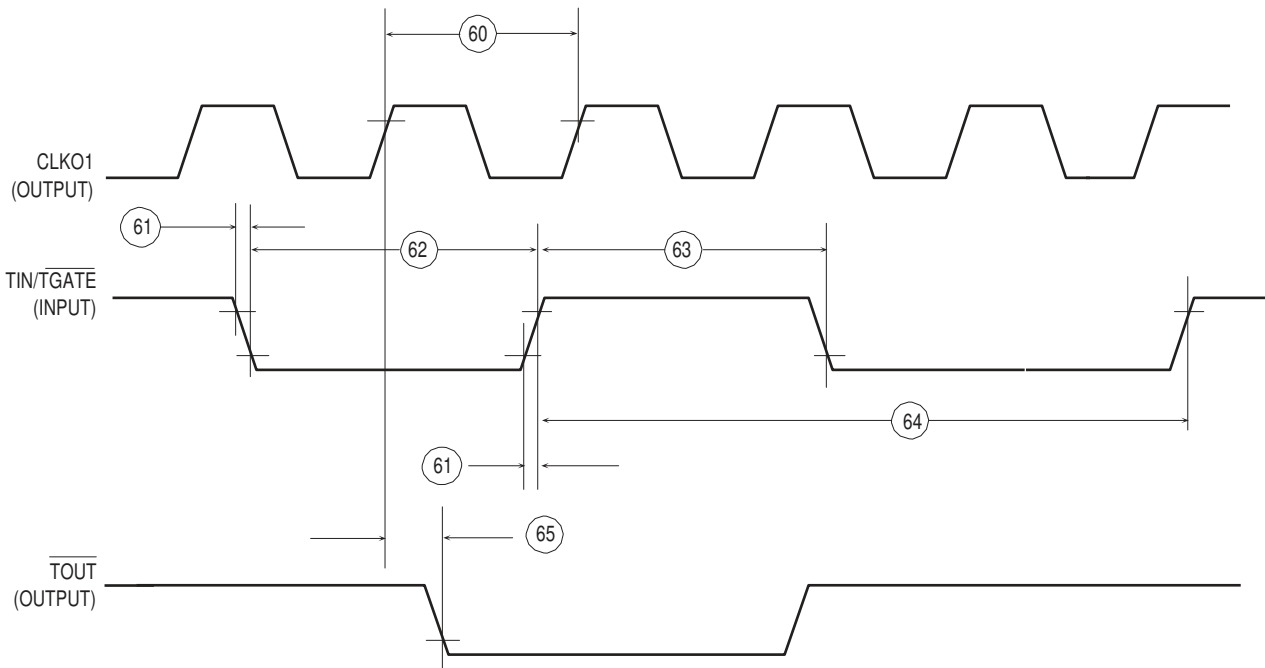 60
CLKO1
(OUTPUT)
61
62
63
TIN/TGATE
(INPUT)
64
61
65
TOUT
(OUTPUT)